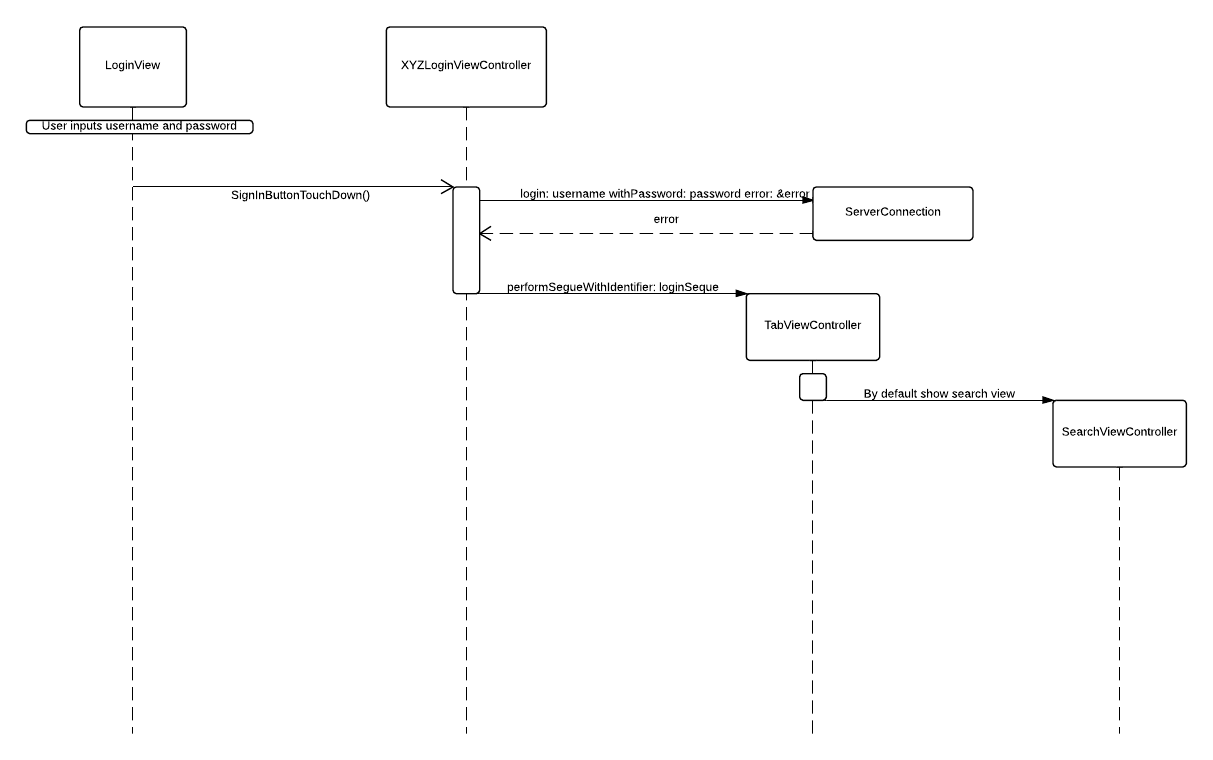 LoginView
XYZLoginViewController
User inputs username and password
SignInButtonTouchDown()
login: username withPassword: password error: &error
ServerConnection
error
performSegueWithIdentifier: loginSeque
TabViewController
By default show search view
SearchViewController